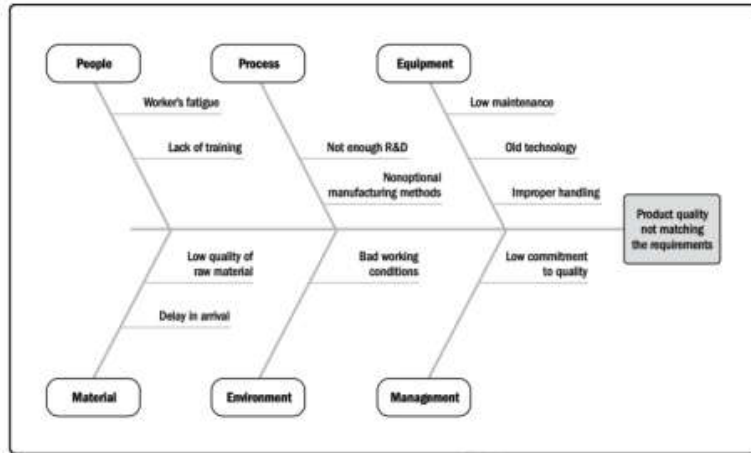 People
Process
Equipment
Worker's fatigue
Low maintenance
Lack of training
Not enough R&D
Old technology
Nonoptional
manufacturing methods
Improper handling
Product quality
not matching
the requirements
Low quality of
raw material
Bad working
conditions
Low commitment
to quality
Delay in arrival
Material
Environment
Management